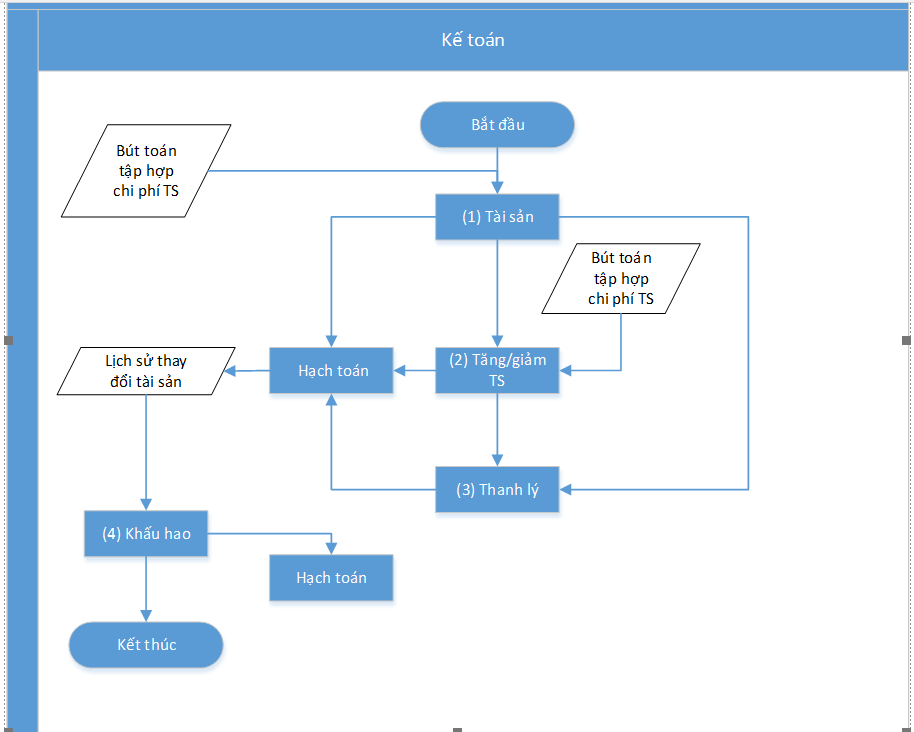 Kế toán
Bắt đầu
Bút toán
tập hợp
chi phí TS
(1) Tài sản
Bút toán
tập hợp
chi phí TS
Lịch sử thay
đổi tài sản
Hạch toán
(2) Tăng/giảm
TS
(3) Thanh lý
(4) Khấu hao
Hạch toán
Kết thúc